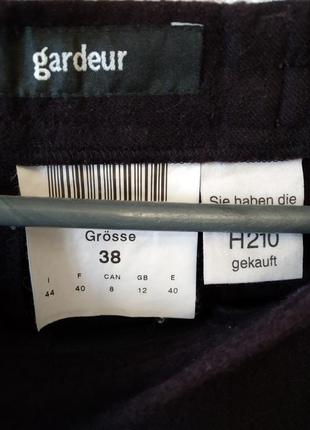 gardeur
Grösse
38
I F CAN GB E
44 40 8 12 40
Sie haben die
H210
gekauft